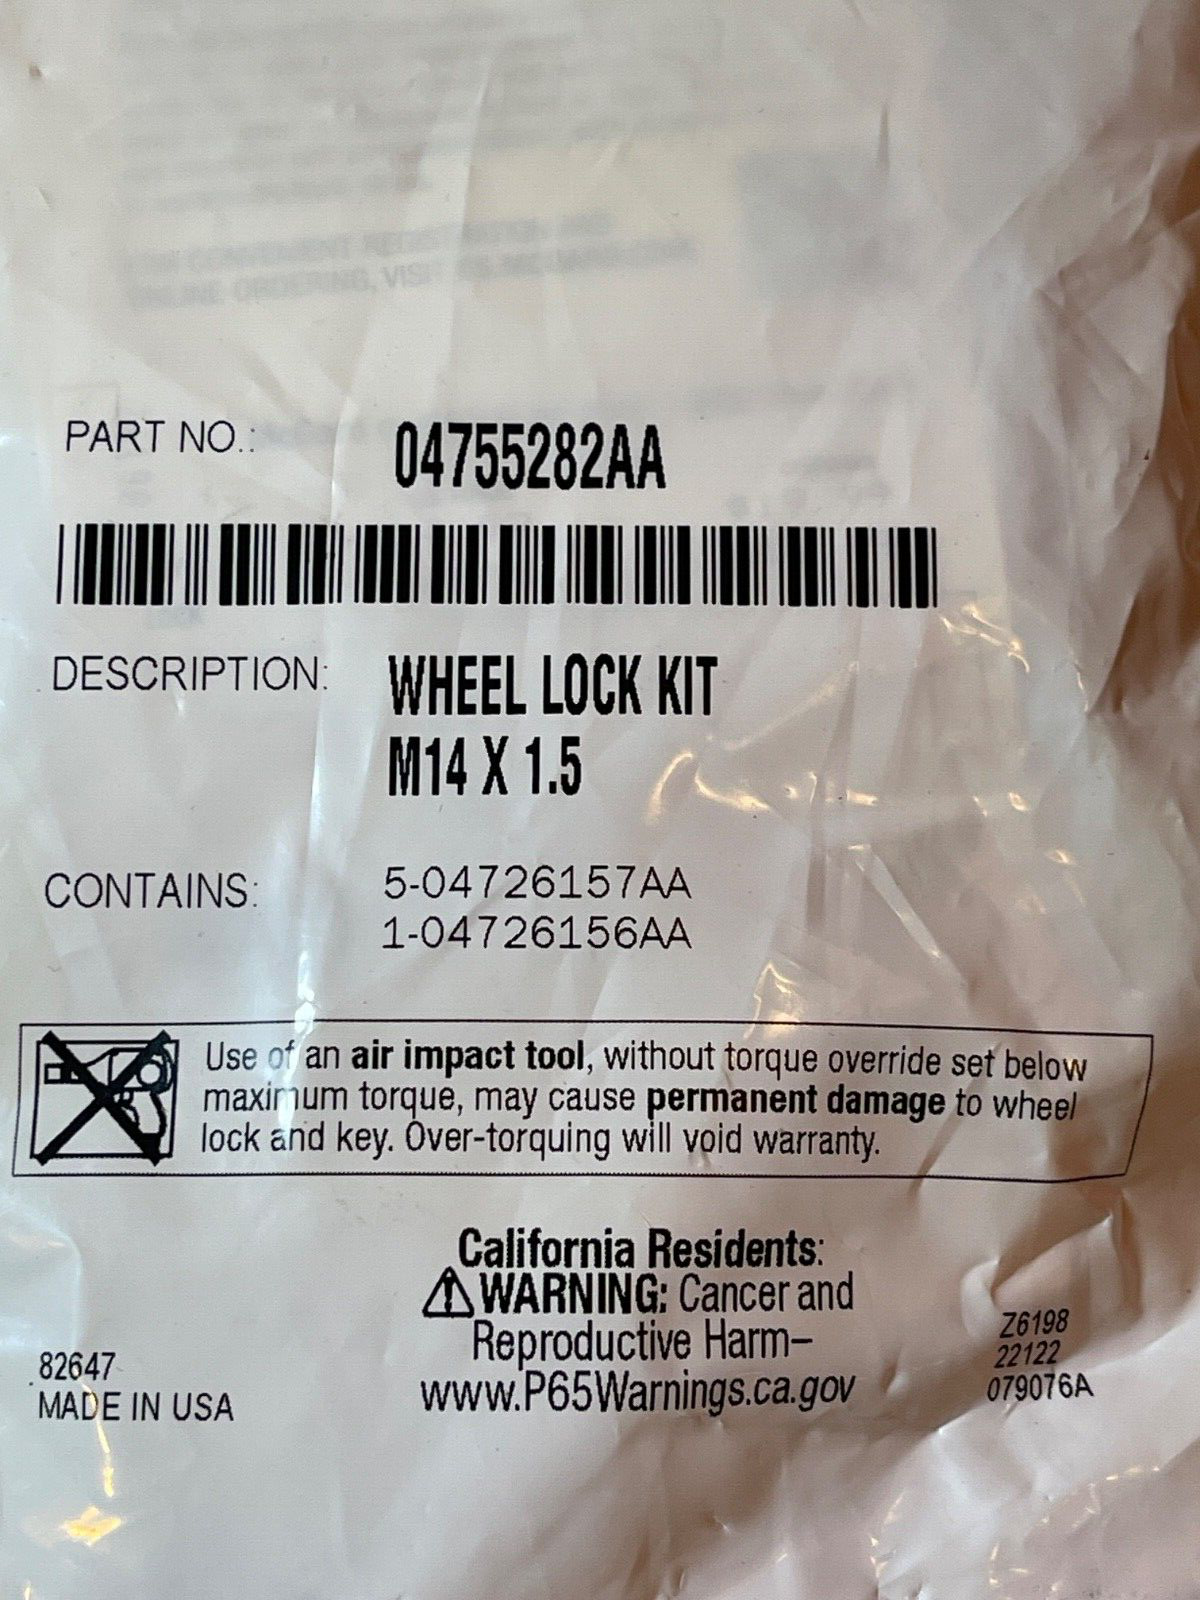 ONLINE ORDERING, VISIT
PART NO.:
04755282AA
DESCRIPTION:
WHEEL LOCK KIT
M14 X 1.5
CONTAINS:
5-04726157AA
1-04726156AA
Use of an air impact tool, without torque override set below
maximum torque, may cause permanent damage to wheel
lock and key. Over-torquing will void warranty.
California Residents:
WARNING: Cancer and
Reproductive Harm–
www.P65Warnings.ca.gov
82647
MADE IN USA
Z6198
22122
079076A